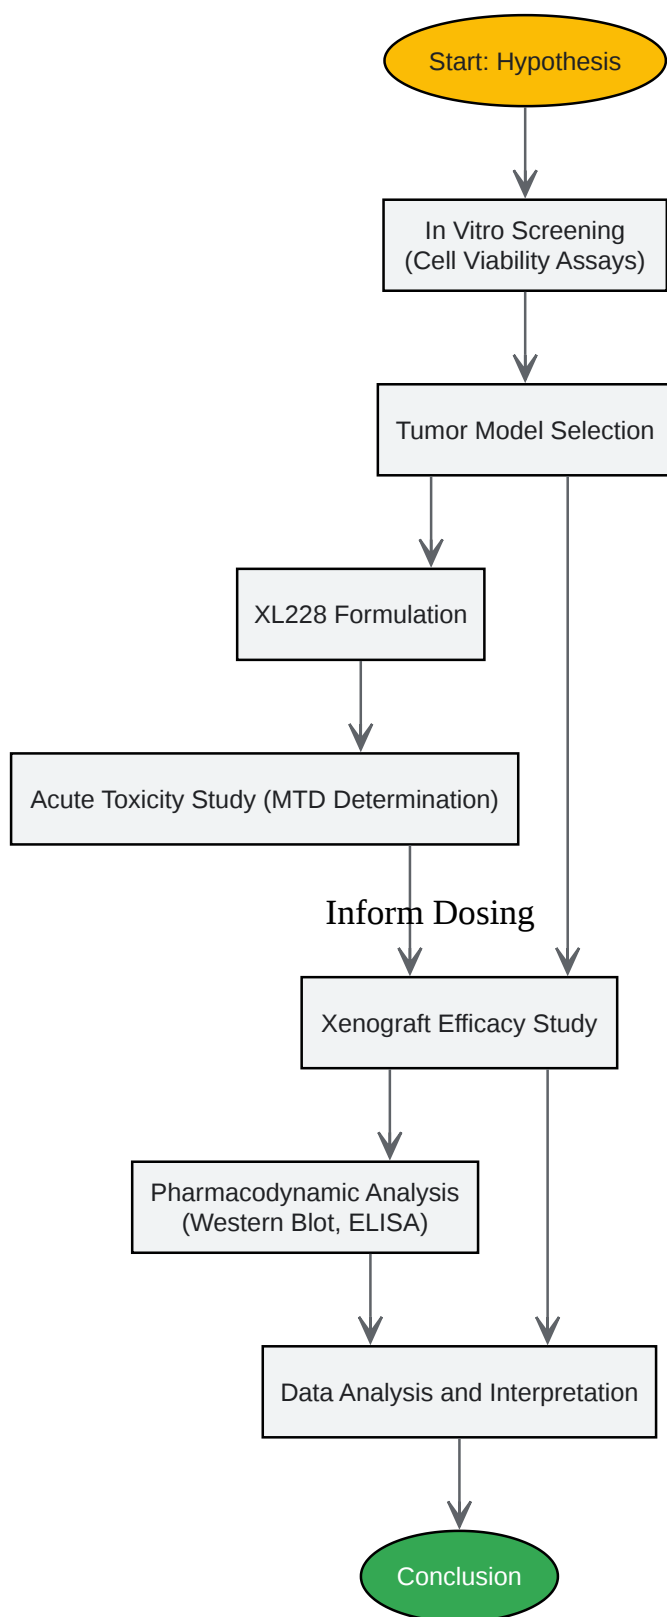 Start: Hypothesis
In Vitro Screening
(Cell Viability Assays)
Tumor Model Selection
XL228 Formulation
Acute Toxicity Study (MTD Determination)
Inform Dosing
Xenograft Efficacy Study
Pharmacodynamic Analysis
(Western Blot, ELISA)
Data Analysis and Interpretation
Conclusion